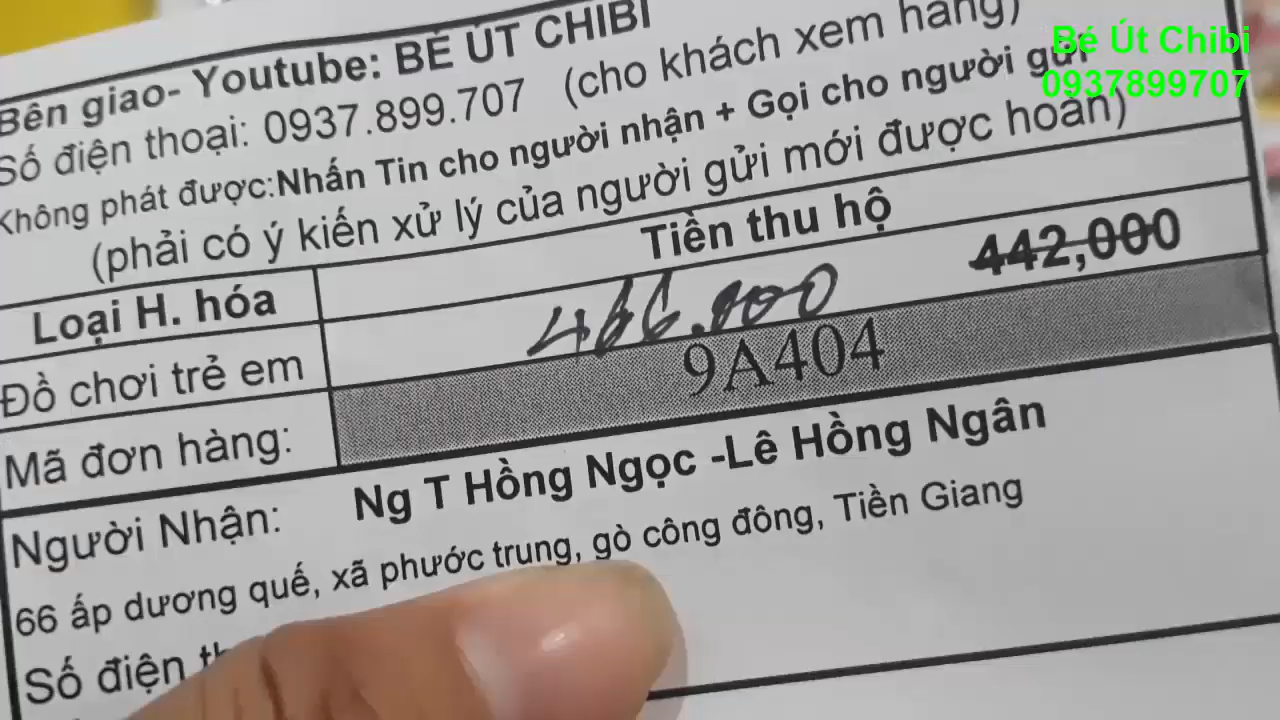 Bên giao- Youtube: BÉ ÚT CHIBI
Số điện thoại: 0937.899.707 (cho khách xem hàng)
Không phát được:Nhấn Tin cho người nhận + Gọi cho người gửi
(phải có ý kiến xử lý của người gửi mới được hoàn)
Loại H. hóa Tiền thu hộ
Đồ chơi trẻ em 466.000 442,000
Mã đơn hàng: 9A404
Người Nhận: Ng T Hồng Ngọc -Lê Hồng Ngân
66 ấp dương quế, xã phước trung, gò công đông, Tiền Giang
Số điện
Bé Út Chibi
0937899707